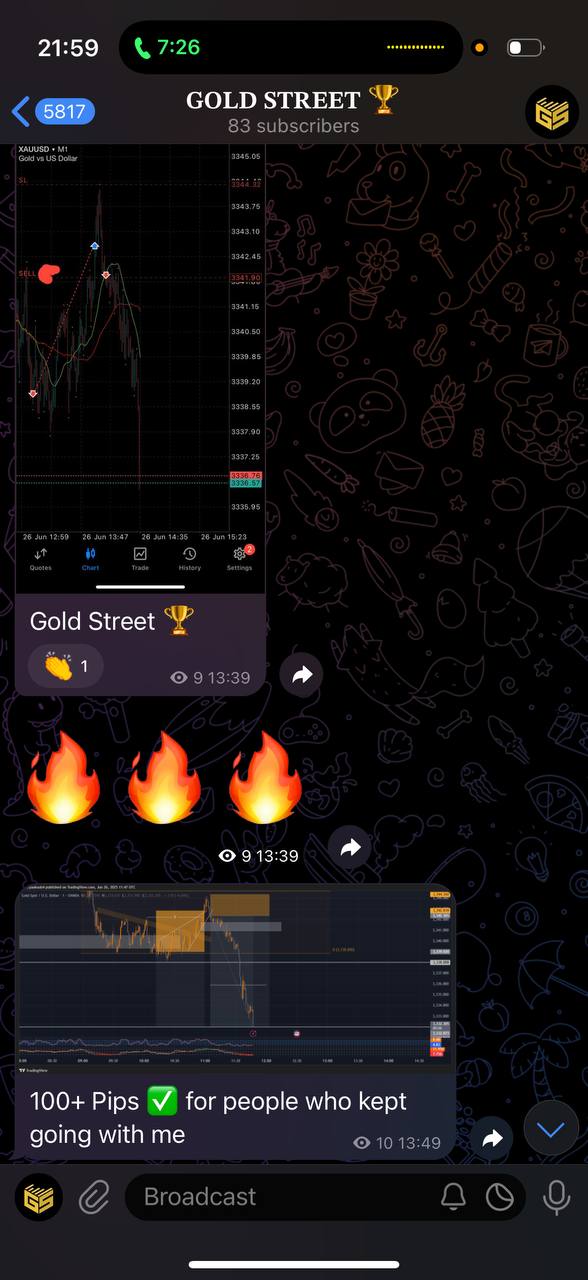 21:59
7:26
5817
GOLD STREET 🏆
83 subscribers
XAUUSD • M1
Gold vs US Dollar
3345.05
SL
3344.32
3343.75
3343.10
3342.45
SELL
3341.90
3341.15
3340.50
3339.85
3339.20
3338.55
3337.90
3337.25
3336.76
3336.57
3335.95
26 Jun 12:59 26 Jun 13:47 26 Jun 14:35 26 Jun 15:23
Quotes Chart Trade History Settings
2
Gold Street 🏆
👏 1
9 13:39
🔥🔥🔥
9 13:39
TradingView
100+ Pips ✅ for people who kept
going with me
10 13:49
Broadcast